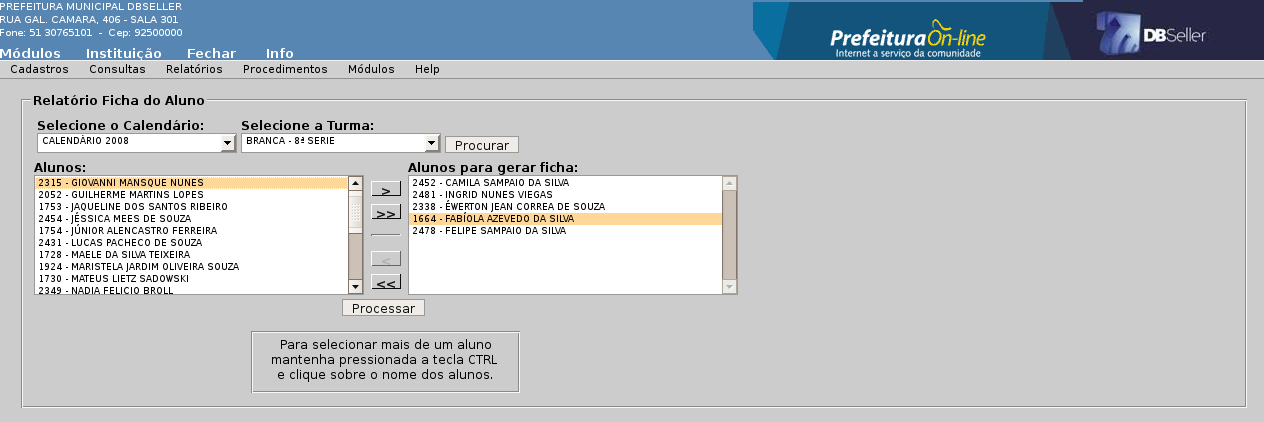 PREFEITURA MUNICIPAL DBSELLER
RUA GAL. CAMARA, 406 - SALA 301
Fone: 51 30765101 - Cep: 92500000
Módulos Instituição Fechar Info
Prefeitura On-line
Internet a serviço da comunidade
DBSeller
Cadastros Consultas Relatórios Procedimentos Módulos Help
Relatório Ficha do Aluno
Selecione o Calendário: Selecione a Turma:
CALENDÁRIO 2008 BRANCA - 8ª SERIE Procurar
Alunos:
2315 - GIOVANNI MANSQUE NUNES
2052 - GUILHERME MARTINS LOPES
1753 - JAQUELINE DOS SANTOS RIBEIRO
2454 - JÉSSICA MEES DE SOUZA
1754 - JÚNIOR ALENCASTRO FERREIRA
2431 - LUCAS PACHECO DE SOUZA
1728 - MAELE DA SILVA TEIXEIRA
1924 - MARISTELA JARDIM OLIVEIRA SOUZA
1730 - MATEUS LIETZ SADOWSKI
2349 - NADIA FELICIO BROLL
>
>>
<
<<
Alunos para gerar ficha:
2452 - CAMILA SAMPAIO DA SILVA
2481 - INGRID NUNES VIEGAS
2338 - ÉWERTON JEAN CORREA DE SOUZA
1664 - FABÍOLA AZEVEDO DA SILVA
2478 - FELIPE SAMPAIO DA SILVA
Processar
Para selecionar mais de um aluno
mantenha pressionada a tecla CTRL
e clique sobre o nome dos alunos.